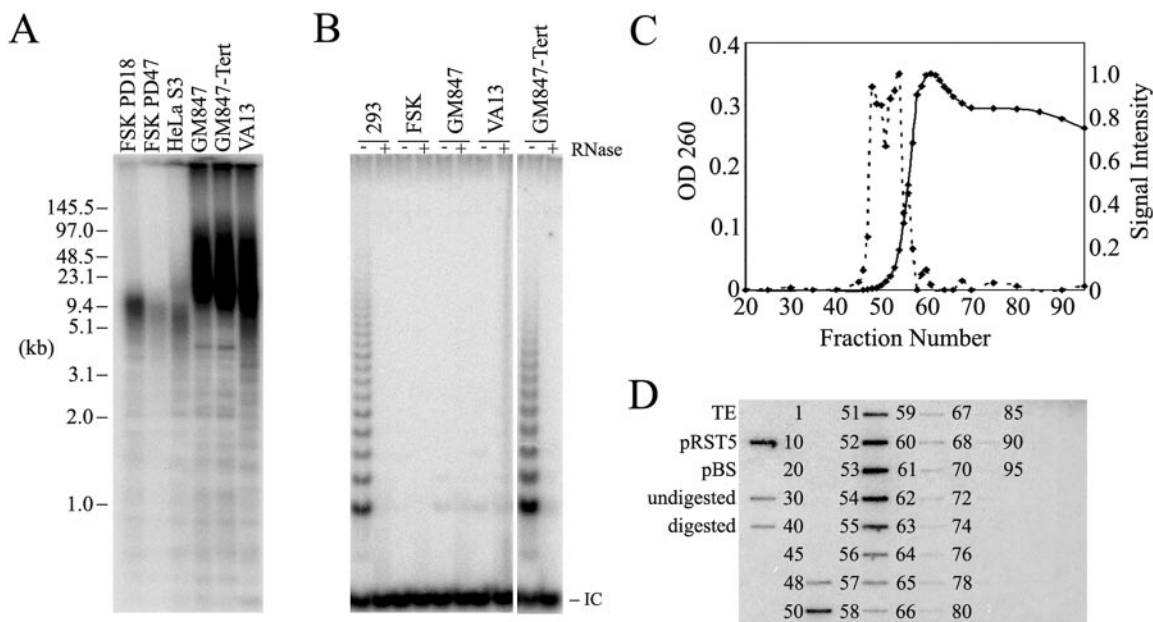 A
FSK PD18
FSK PD47
HeLa S3
GM847
GM847-Tert
VA13
145.5
97.0
48.5
23.1
9.4
5.1
(kb)
3.1
2.0
1.0
B
293
FSK
GM847
VA13
GM847-Tert
- + - + - + - + - + RNase
IC
C
0.4
0.3
0.2
0.1
0
OD 260
1.0
0.8
0.6
0.4
0.2
0
Signal Intensity
20 30 40 50 60 70 80 90
Fraction Number
D
TE 1 51 59 67 85
pRST5 10 52 60 68 90
pBS 20 53 61 70 95
undigested 30 54 62 72
digested 40 55 63 74
45 56 64 76
48 57 65 78
50 58 66 80